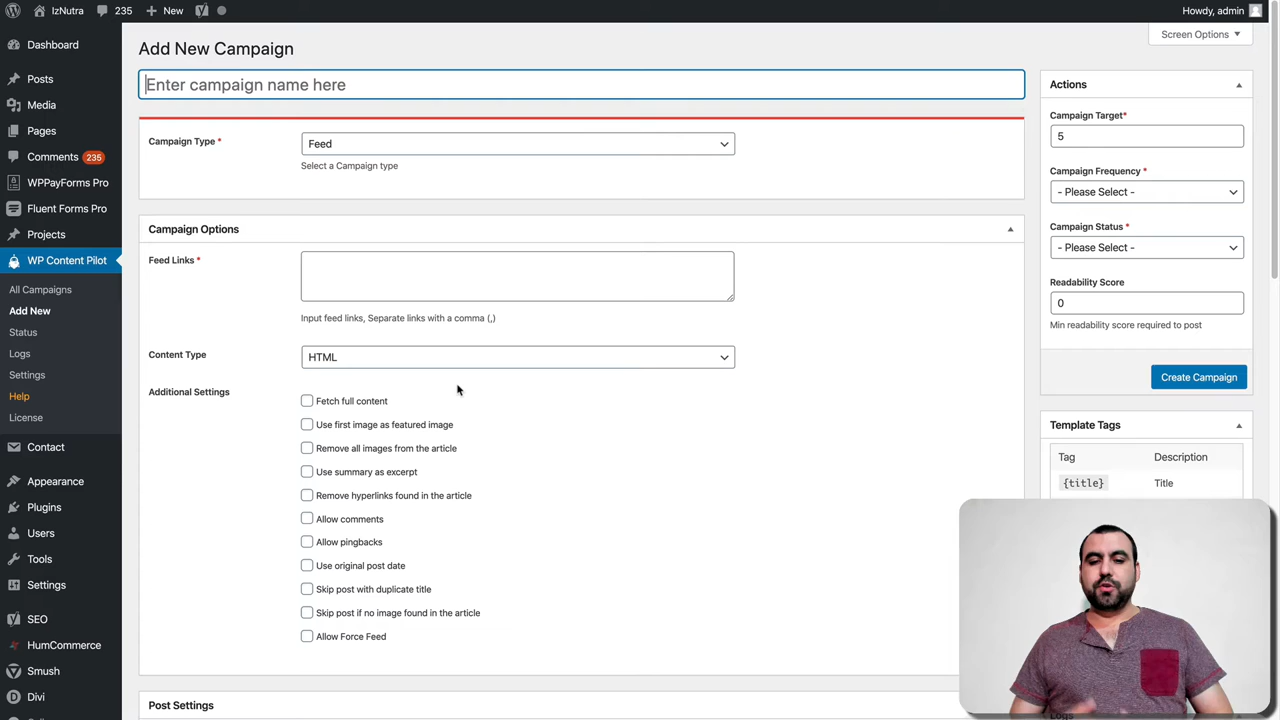 IzNutra
235
New
Howdy, admin
Dashboard
Posts
Media
Pages
Comments 235
WPPayForms Pro
Fluent Forms Pro
Projects
WP Content Pilot
All Campaigns
Add New
Status
Logs
Settings
Help
License
Contact
Appearance
Plugins
Users
Tools
Settings
SEO
HumCommerce
Smush
Divi
Screen Options
Add New Campaign
Enter campaign name here
Campaign Type *
Feed
Select a Campaign type
Campaign Options
Feed Links *
Input feed links, Separate links with a comma (,)
Content Type
HTML
Additional Settings
Fetch full content
Use first image as featured image
Remove all images from the article
Use summary as excerpt
Remove hyperlinks found in the article
Allow comments
Allow pingbacks
Use original post date
Skip post with duplicate title
Skip post if no image found in the article
Allow Force Feed
Post Settings
Actions
Campaign Target*
5
Campaign Frequency *
- Please Select -
Campaign Status *
- Please Select -
Readability Score
0
Min readability score required to post
Create Campaign
Template Tags
Tag Description
{title} Title